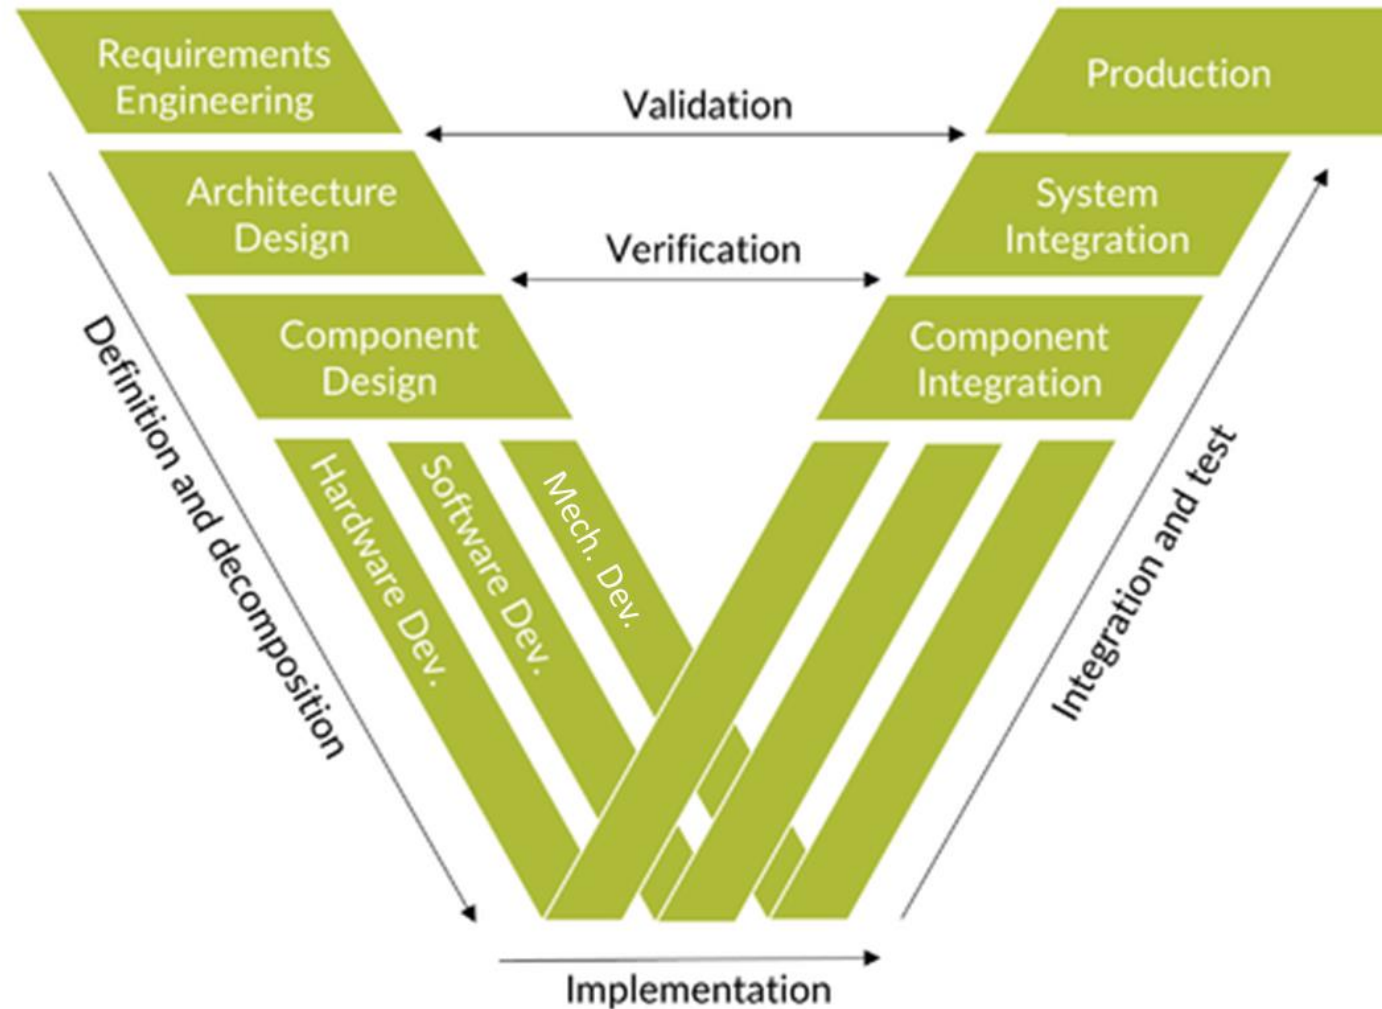 Requirements
Engineering
Production
Validation
Architecture
Design
System
Integration
Verification
Component
Design
Component
Integration
Definition and decomposition
Hardware Dev.
Software Dev.
Mech. Dev.
Integration and test
Implementation